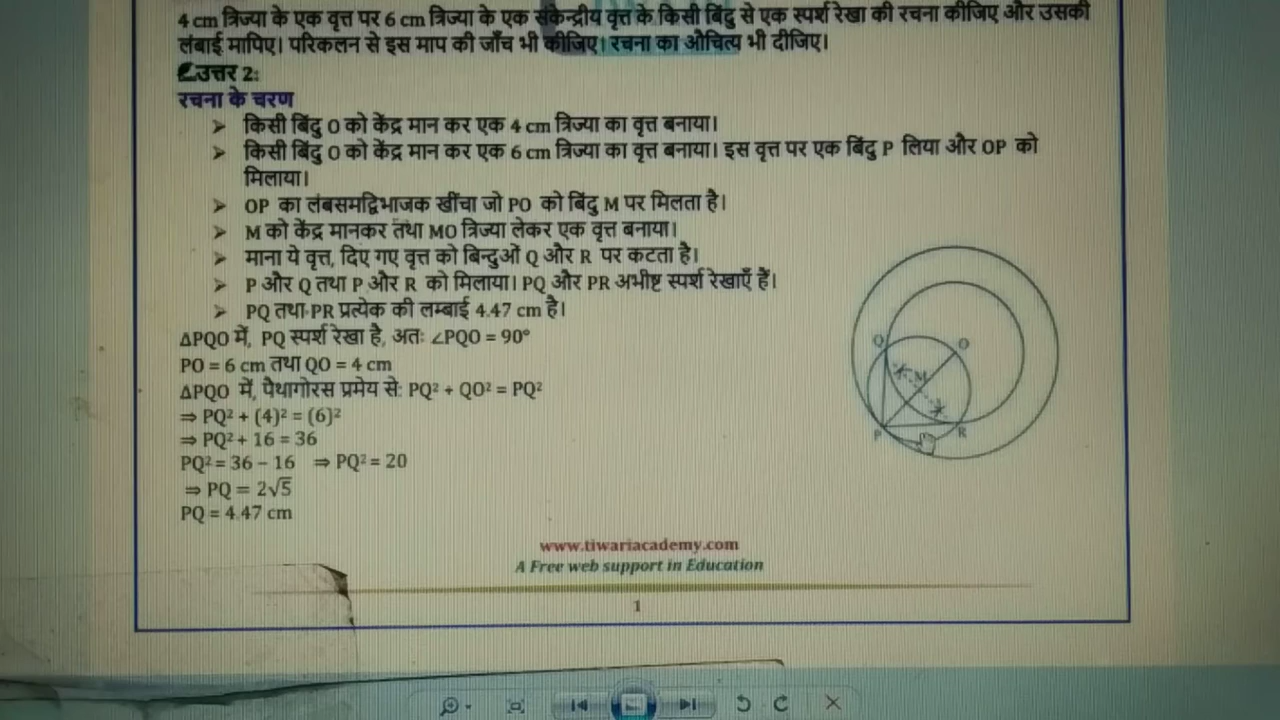 4 cm त्रिज्या के एक वृत्त पर 6 cm त्रिज्या के एक संकेन्द्रीय वृत्त के किसी बिंदु से एक स्पर्श रेखा की रचना कीजिए और उसकी
लंबाई मापिए। परिकलन से इस माप की जाँच भी कीजिए। रचना का औचित्य भी दीजिए।
उत्तर 2:
रचना के चरण
➢ किसी बिंदु O को केंद्र मान कर एक 4 cm त्रिज्या का वृत्त बनाया।
➢ किसी बिंदु O को केंद्र मान कर एक 6 cm त्रिज्या का वृत्त बनाया। इस वृत्त पर एक बिंदु P लिया और OP को
मिलाया।
➢ OP का लंबसमद्विभाजक खींचा जो PO को बिंदु M पर मिलता है।
➢ M को केंद्र मानकर तथा MO त्रिज्या लेकर एक वृत्त बनाया।
➢ माना ये वृत्त, दिए गए वृत्त को बिन्दुओं Q और R पर कटता है।
➢ P और Q तथा P और R को मिलाया। PQ और PR अभीष्ट स्पर्श रेखाएँ हैं।
➢ PQ तथा PR प्रत्येक की लम्बाई 4.47 cm है।
ΔPQO में, PQ स्पर्श रेखा है, अतः ∠PQO = 90°
PO = 6 cm तथा QO = 4 cm
ΔPQO में, पैथागोरस प्रमेय से: PQ² + QO² = PQ²
⇒ PQ² + (4)² = (6)²
⇒ PQ² + 16 = 36
PQ² = 36 – 16 ⇒ PQ² = 20
⇒ PQ = 2√5
PQ = 4.47 cm
Q O
M
P R
www.tiwariacademy.com
A Free web support in Education
1